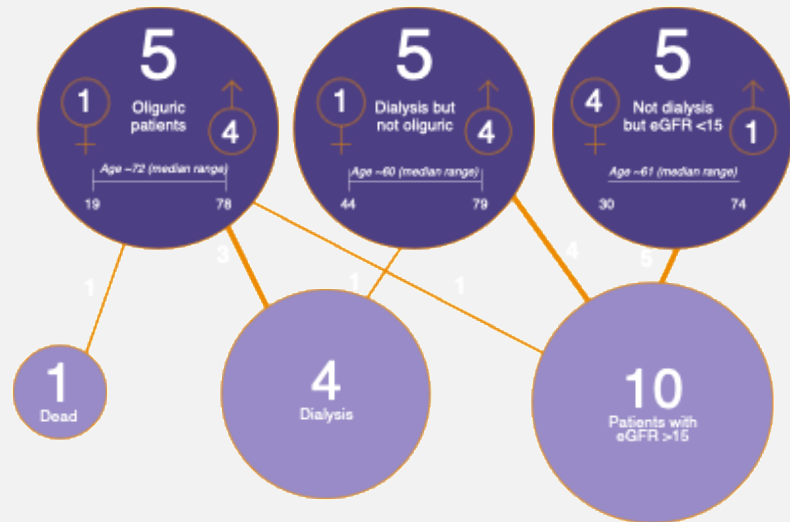 5
Oliguric
patients
1
4
Age ~72 (median range)
19 78
5
Dialysis but
not oliguric
1
4
Age ~60 (median range)
44 79
5
Not dialysis
but eGFR <15
4
1
Age ~61 (median range)
30 74
1
3
1
1
4
5
1
Dead
4
Dialysis
10
Patients with
eGFR >15